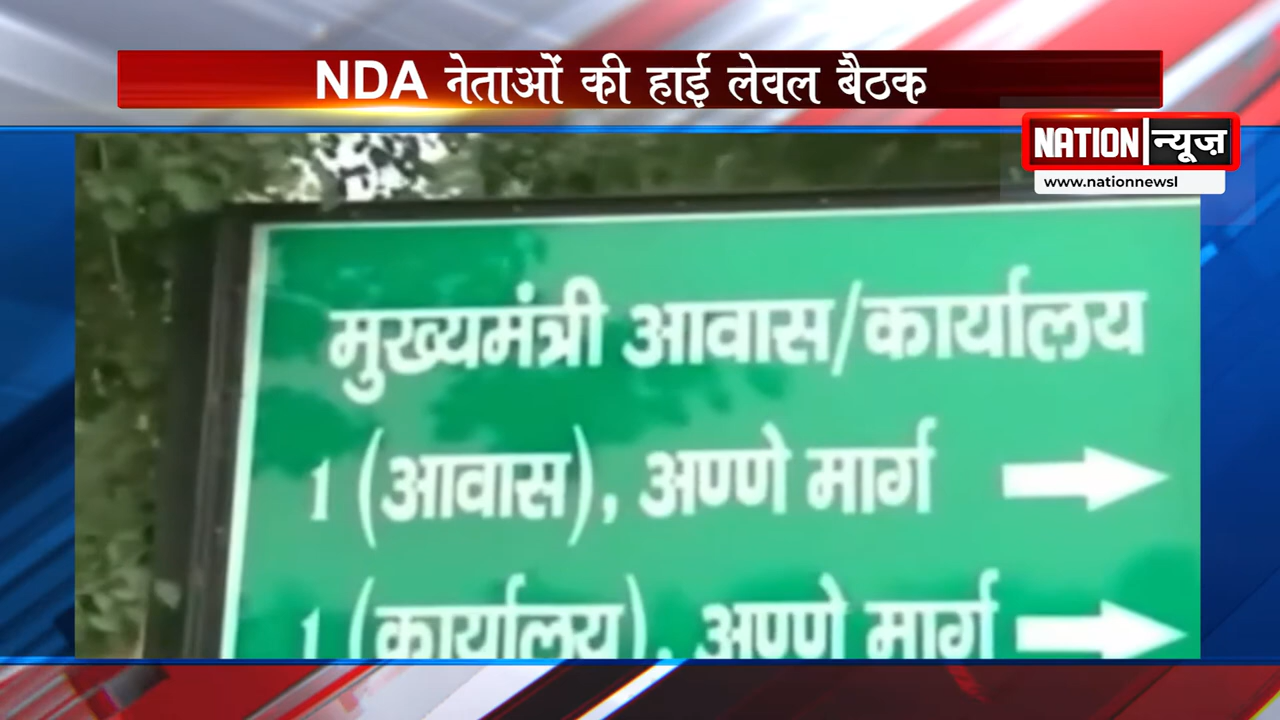 NDA नेताओं की हाई लेवल बैठक
NATION न्यूज़
www.nationnewsl
मुख्यमंत्री आवास/कार्यालय
1 (आवास), अण्णे मार्ग
1 (कार्यालय), अण्णे मार्ग